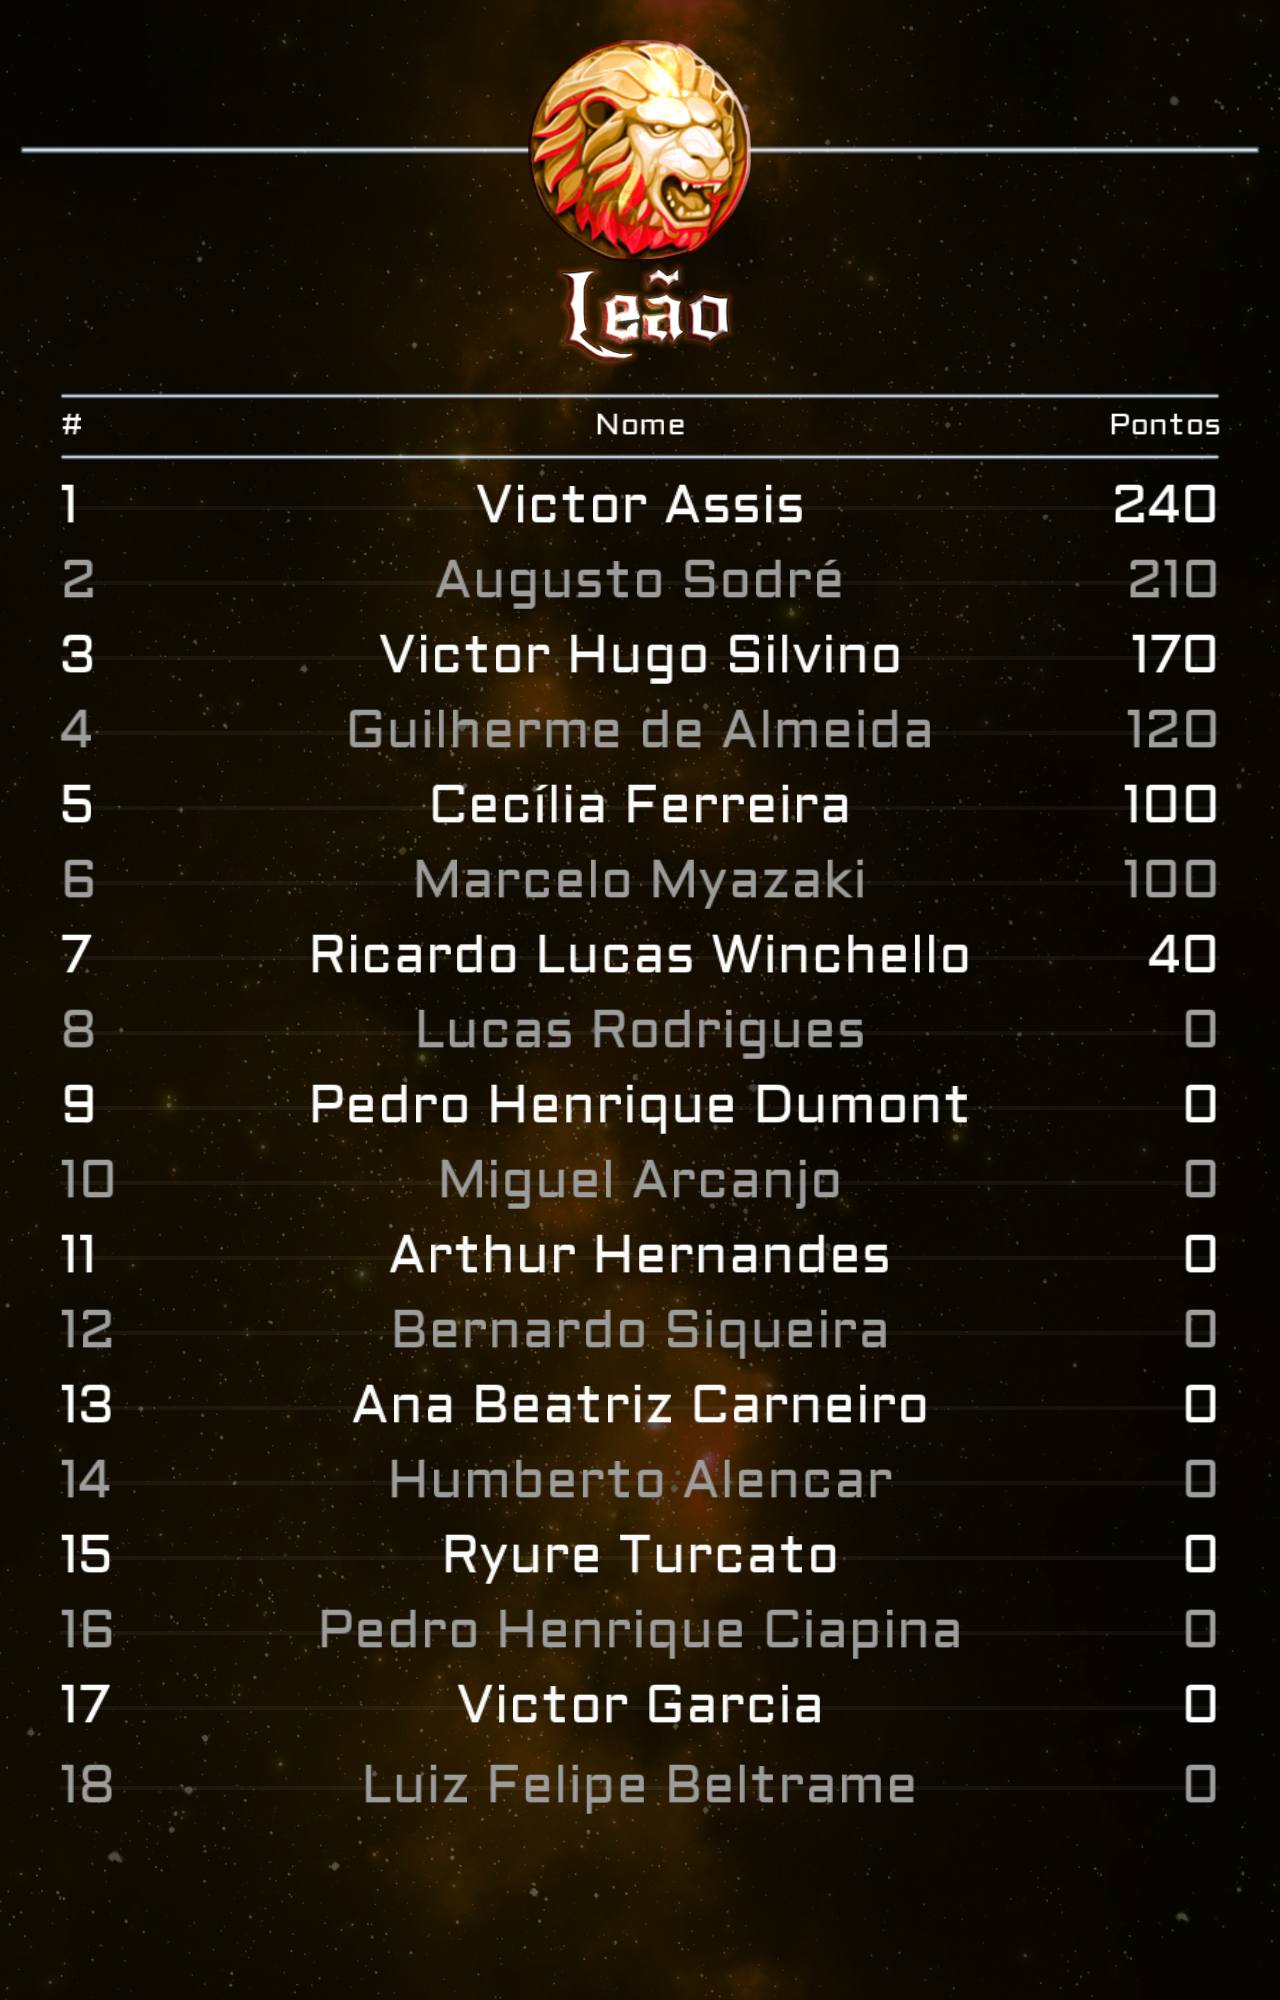 Leão
# Nome Pontos
1 Victor Assis 240
2 Augusto Sodré 210
3 Victor Hugo Silvino 170
4 Guilherme de Almeida 120
5 Cecília Ferreira 100
6 Marcelo Myazaki 100
7 Ricardo Lucas Winchello 40
8 Lucas Rodrigues 0
9 Pedro Henrique Dumont 0
10 Miguel Arcanjo 0
11 Arthur Hernandes 0
12 Bernardo Siqueira 0
13 Ana Beatriz Carneiro 0
14 Humberto Alencar 0
15 Ryure Turcato 0
16 Pedro Henrique Ciapina 0
17 Victor Garcia 0
18 Luiz Felipe Beltrame 0